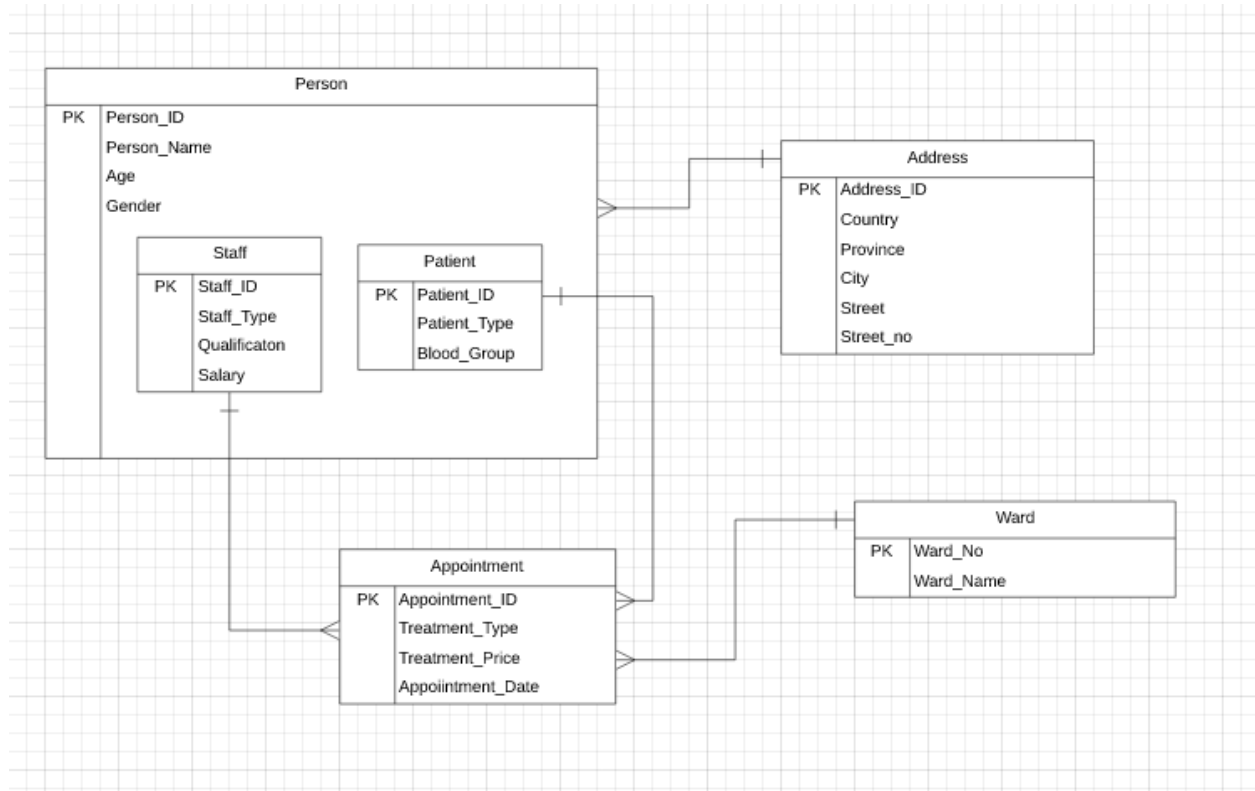 Person
PK Person_ID
Person_Name
Age
Gender
Staff
PK Staff_ID
Staff_Type
Qualificaton
Salary
Patient
PK Patient_ID
Patient_Type
Blood_Group
Address
PK Address_ID
Country
Province
City
Street
Street_no
Appointment
PK Appointment_ID
Treatment_Type
Treatment_Price
Appoiintment_Date
Ward
PK Ward_No
Ward_Name